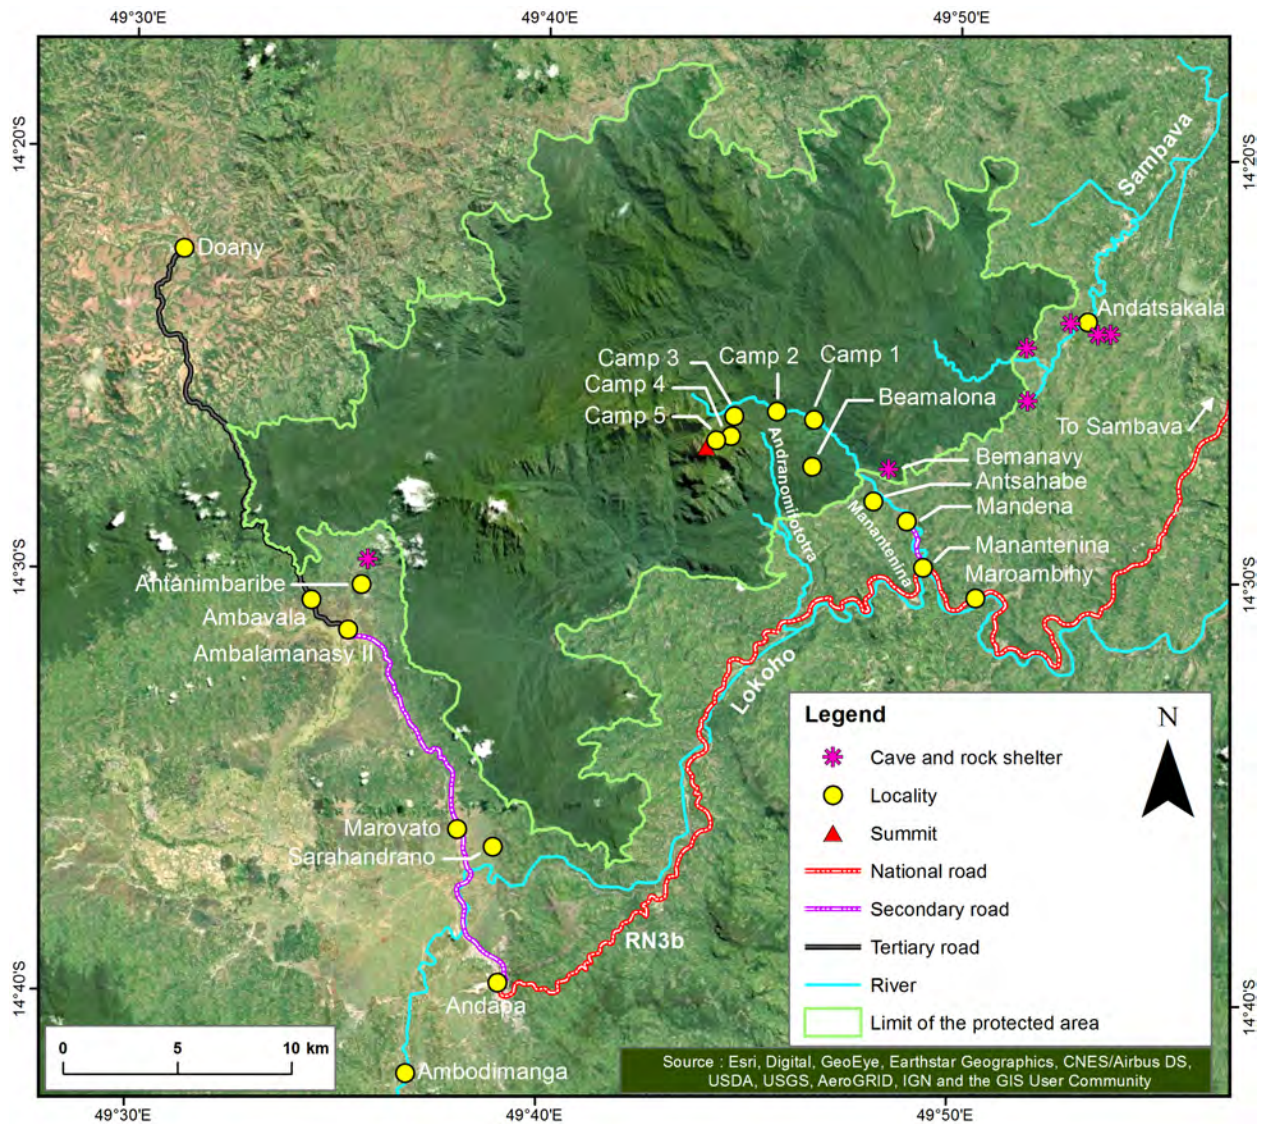 49°30'E
49°40'E
49°50'E
14°20'S
14°20'S
Sambava
Doany
Andatsakala
Camp 3
Camp 2
Camp 1
Camp 4
Beamalona
Camp 5
To Sambava
Andranomifototra
Bemanavy
Antsahabe
Mandena
Manantenina
Manantenina
14°30'S
14°30'S
Maroambihy
Antanimbaribe
Ambavala
Ambalamanasy II
Lokoho
Legend
N
Cave and rock shelter
Locality
Summit
National road
Secondary road
Tertiary road
River
Limit of the protected area
Marovato
Sarahandrano
RN3b
14°40'S
14°40'S
Andapa
0 5 10 km
Ambodimanga
Source : Esri, Digital, GeoEye, Earthstar Geographics, CNES/Airbus DS,
USDA, USGS, AeroGRID, IGN and the GIS User Community
49°30'E
49°40'E
49°50'E